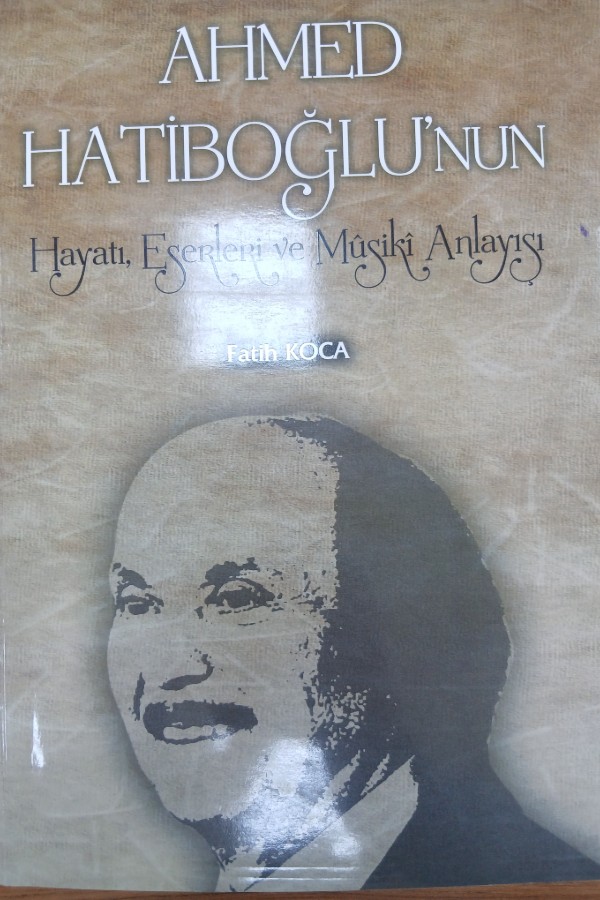 AHMED
HATİBOĞLU'NUN
Hayatı, Eserleri ve Mûsikî Anlayışı
Fatih KOCA